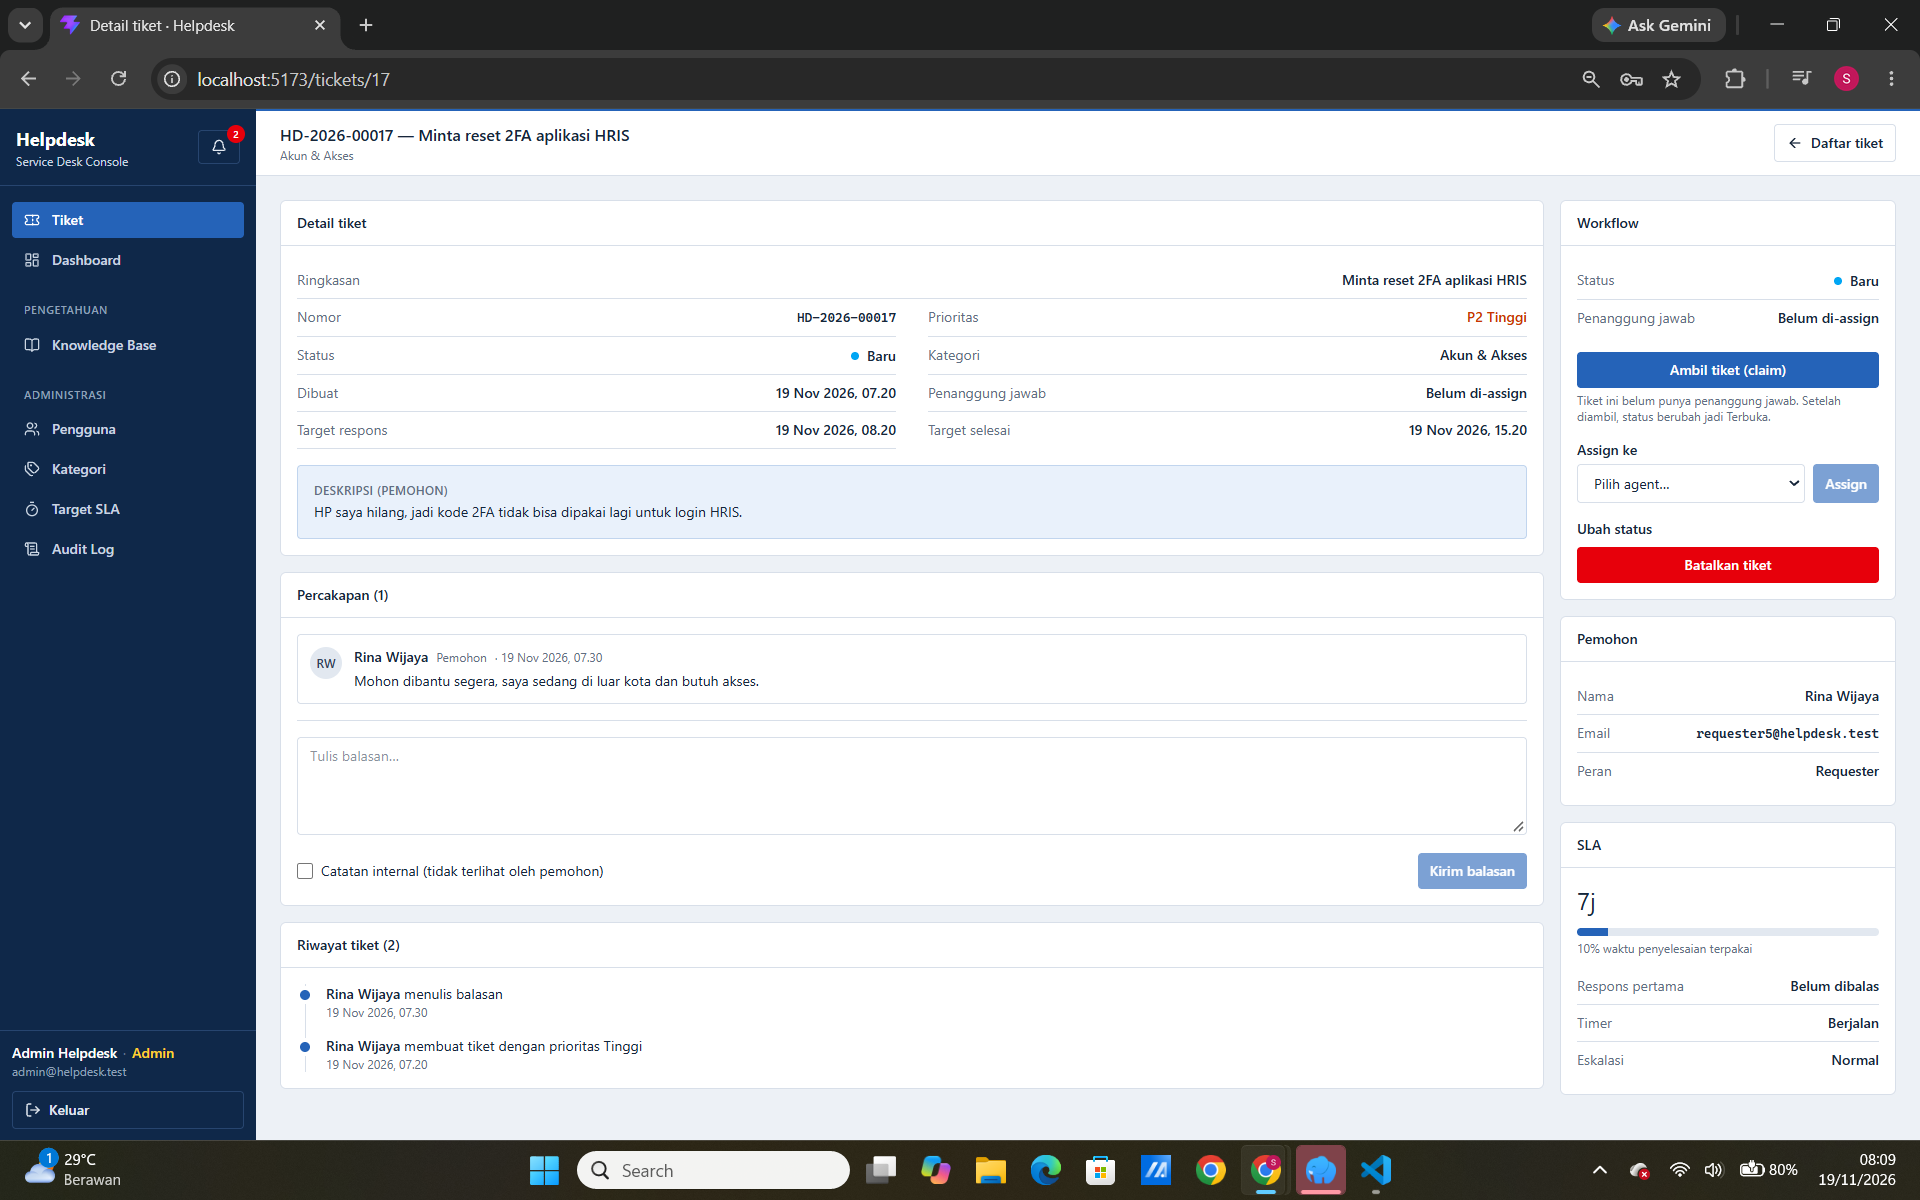 Detail tiket · Helpdesk
Ask Gemini
localhost:5173/tickets/17
S
Helpdesk
Service Desk Console
2
Tiket
Dashboard
PENGETAHUAN
Knowledge Base
ADMINISTRASI
Pengguna
Kategori
Target SLA
Audit Log
Admin Helpdesk · Admin
admin@helpdesk.test
Keluar
HD-2026-00017 — Minta reset 2FA aplikasi HRIS
Akun & Akses
Daftar tiket
Detail tiket
Ringkasan Minta reset 2FA aplikasi HRIS
Nomor HD-2026-00017 Prioritas P2 Tinggi
Status Baru Kategori Akun & Akses
Dibuat 19 Nov 2026, 07.20 Penanggung jawab Belum di-assign
Target respons 19 Nov 2026, 08.20 Target selesai 19 Nov 2026, 15.20
DESKRIPSI (PEMOHON)
HP saya hilang, jadi kode 2FA tidak bisa dipakai lagi untuk login HRIS.
Percakapan (1)
RW
Rina Wijaya Pemohon · 19 Nov 2026, 07.30
Mohon dibantu segera, saya sedang di luar kota dan butuh akses.
Tulis balasan...
Catatan internal (tidak terlihat oleh pemohon)
Kirim balasan
Riwayat tiket (2)
Rina Wijaya menulis balasan
19 Nov 2026, 07.30
Rina Wijaya membuat tiket dengan prioritas Tinggi
19 Nov 2026, 07.20
Workflow
Status Baru
Penanggung jawab Belum di-assign
Ambil tiket (claim)
Tiket ini belum punya penanggung jawab. Setelah
diambil, status berubah jadi Terbuka.
Assign ke
Pilih agent...
Assign
Ubah status
Batalkan tiket
Pemohon
Nama Rina Wijaya
Email requester5@helpdesk.test
Peran Requester
SLA
7j
10% waktu penyelesaian terpakai
Respons pertama Belum dibalas
Timer Berjalan
Eskalasi Normal
1
29°C
Berawan
Search
S
80%
08:09
19/11/2026